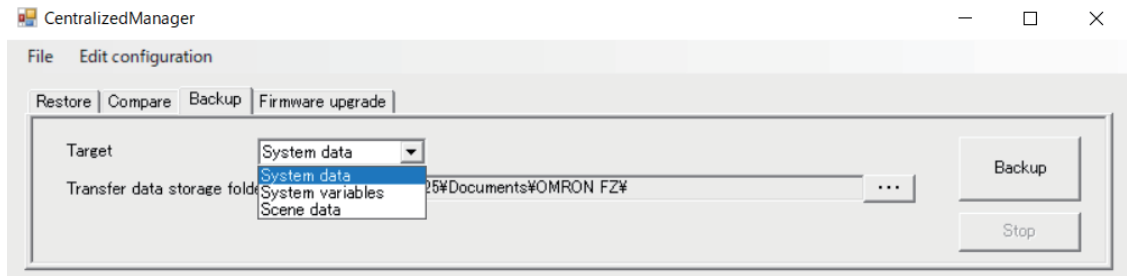 CentralizedManager
File Edit configuration
Restore Compare Backup Firmware upgrade
Target System data Backup
System data
Transfer data storage folde 25¥Documents¥OMRON FZ¥ ...
System variables
Scene data
Stop